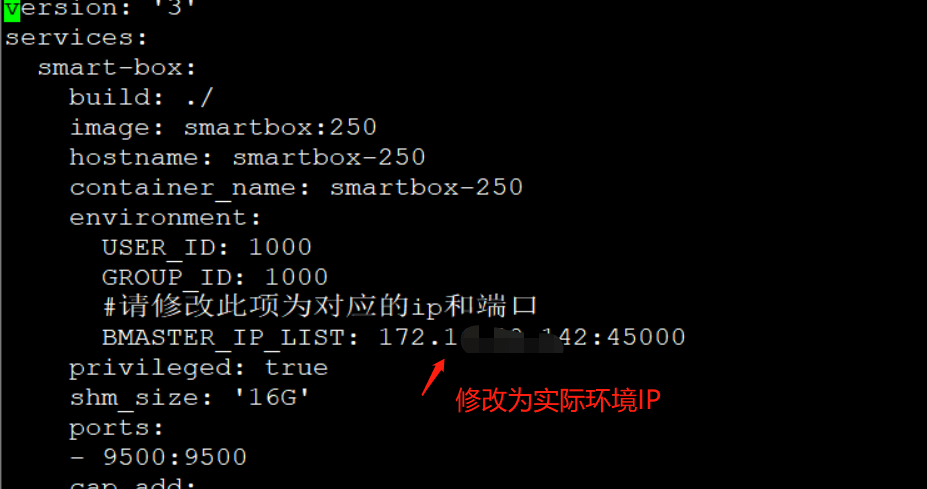 version: '3'
services:
smart-box:
build: ./
image: smartbox:250
hostname: smartbox-250
container_name: smartbox-250
environment:
USER_ID: 1000
GROUP_ID: 1000
#请修改此项为对应的ip和端口
BMASTER_IP_LIST: 172.1 142:45000
privileged: true
修改为实际环境IP
shm_size: '16G'
ports:
- 9500:9500
cap_add: